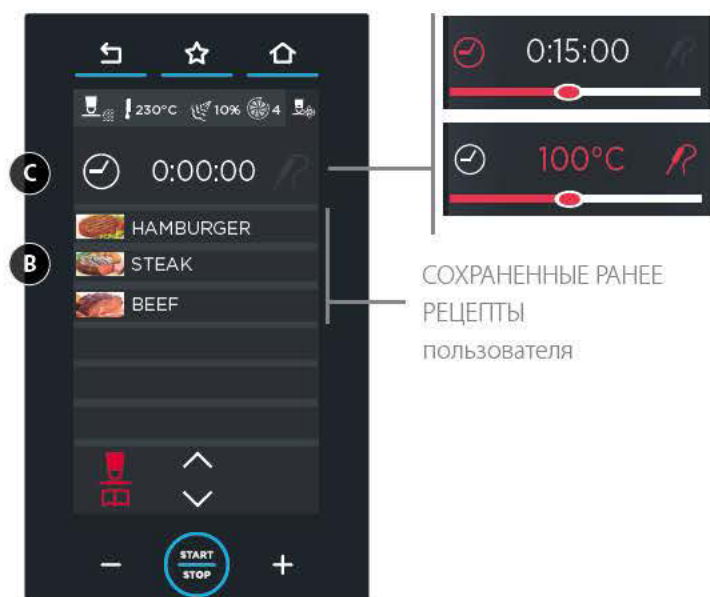 230°C 10% 4
C
0:00:00
B
HAMBURGER
STEAK
BEEF
START
STOP
0:15:00
100°C
СОХРАНЕННЫЕ РАНЕЕ
РЕЦЕПТЫ
пользователя